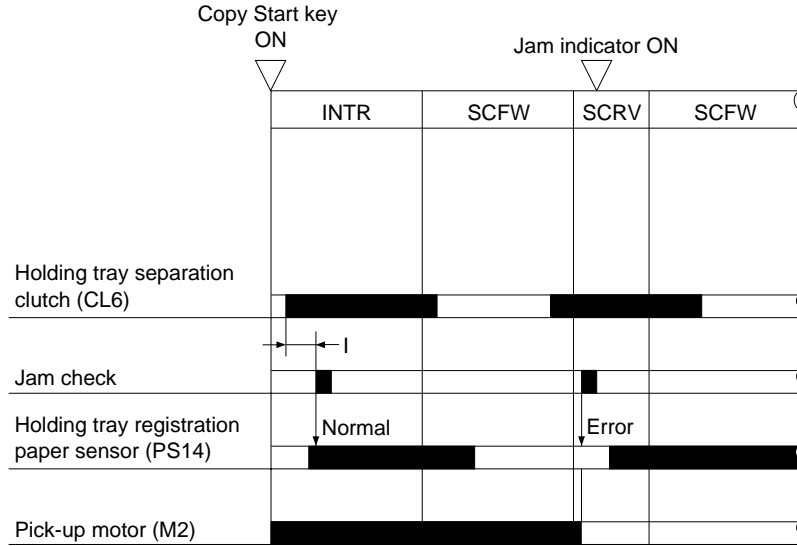 Copy Start key
ON
Jam indicator ON
INTR SCFW SCRV SCFW
Holding tray separation
clutch (CL6)
I
Jam check
Holding tray registration
paper sensor (PS14)
Normal
Error
Pick-up motor (M2)